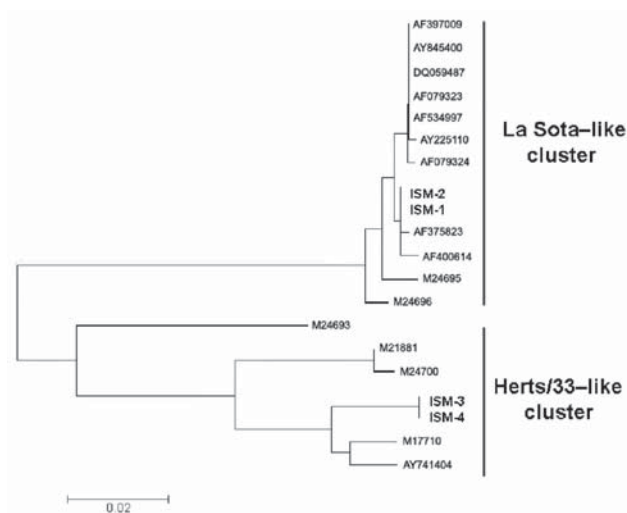 AF397009
AY845400
DQ059487
AF079323
AF534997
AY225110
AF079324
La Sota–like
cluster
ISM-2
ISM-1
AF375823
AF400614
M24695
M24696
M24693
M21881
M24700
Herts/33–like
cluster
ISM-3
ISM-4
M17710
AY741404
0.02